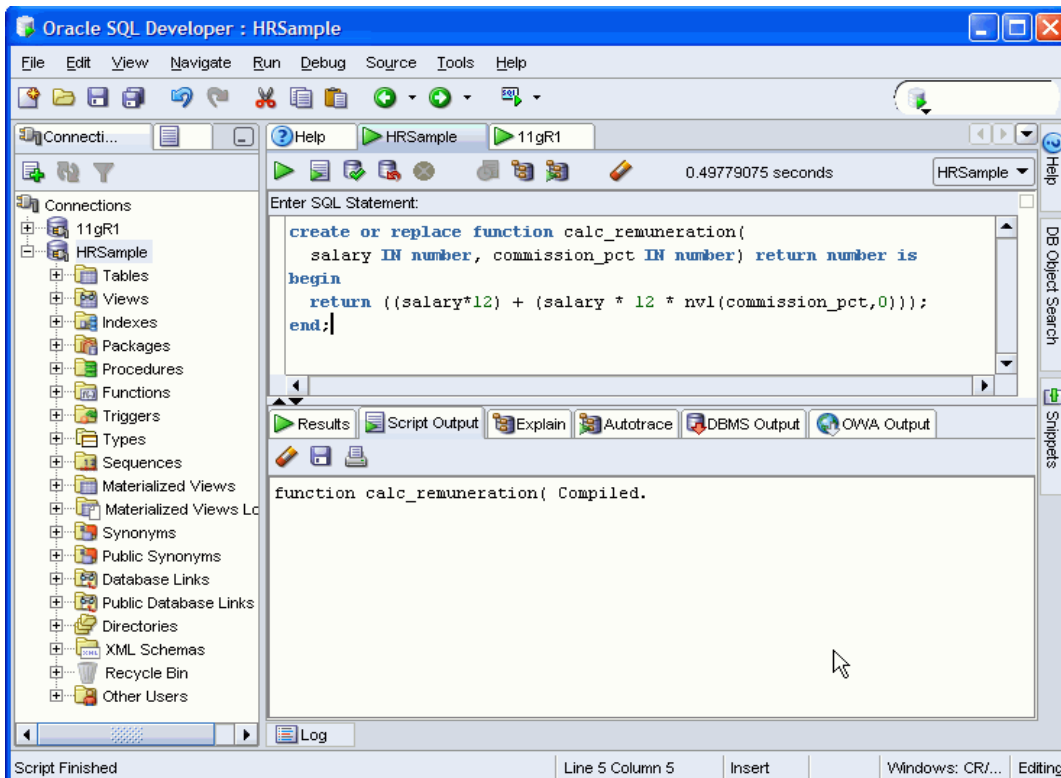 Oracle SQL Developer : HRSample
File Edit View Navigate Run Debug Source Tools Help
Connecti...
Help
HRSample
11gR1
0.49779075 seconds
HRSample
Connections
11gR1
HRSample
Tables
Views
Indexes
Packages
Procedures
Functions
Triggers
Types
Sequences
Materialized Views
Materialized Views Lo
Synonyms
Public Synonyms
Database Links
Public Database Links
Directories
XML Schemas
Recycle Bin
Other Users
Enter SQL Statement:
create or replace function calc_remuneration(
salary IN number, commission_pct IN number) return number is
begin
return ((salary*12) + (salary * 12 * nvl(commission_pct,0)));
end;
Results Script Output Explain Autotrace DBMS Output OWA Output
function calc_remuneration( Compiled.
Log
Help
DB Object Search
Snippets
Script Finished Line 5 Column 5 Insert Windows: CR/... Editing